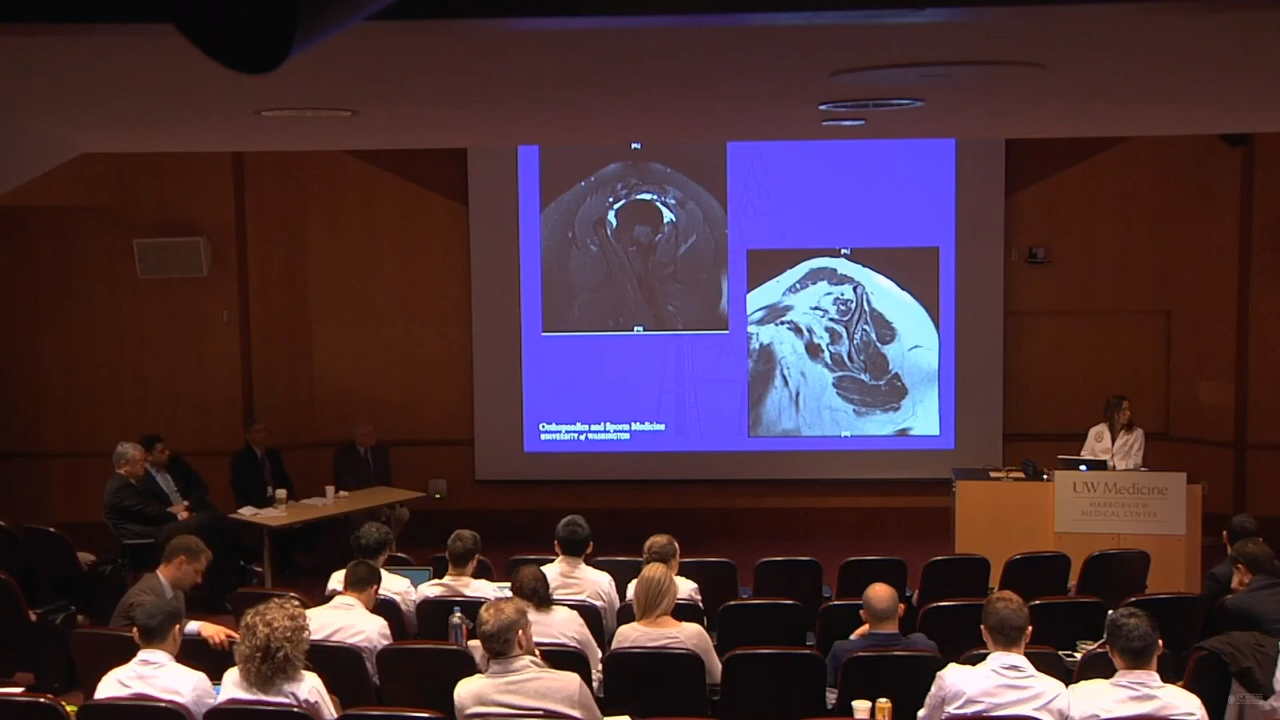 Orthopaedics and Sports Medicine
UNIVERSITY of WASHINGTON
UW Medicine
HARBORVIEW
MEDICAL CENTER